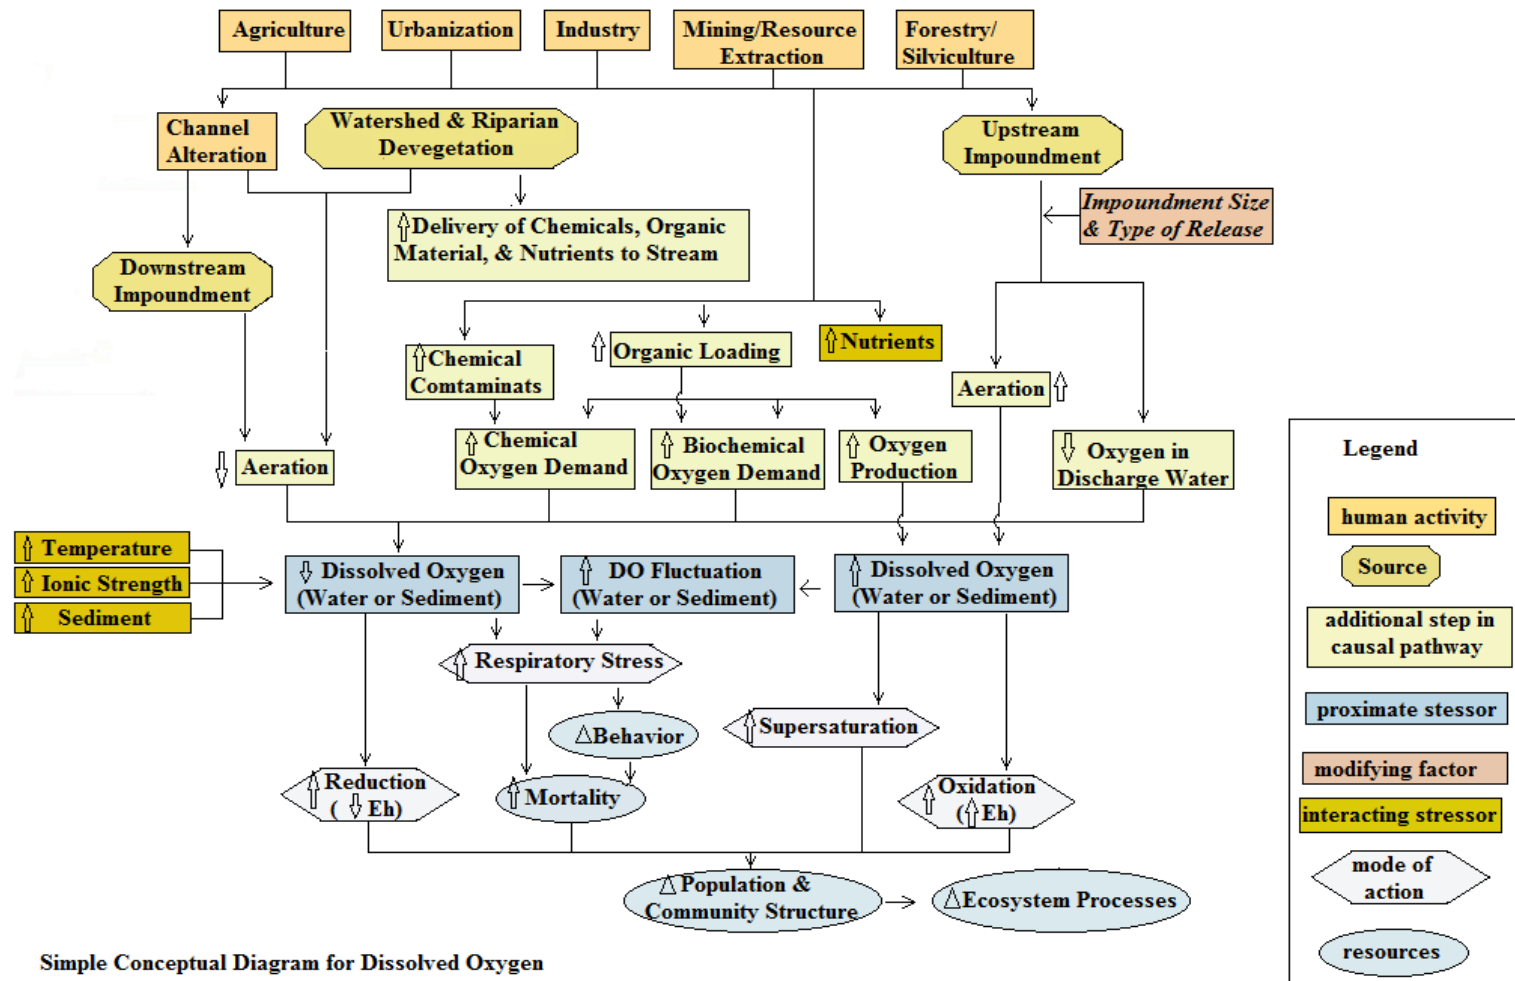 Agriculture
Urbanization
Industry
Mining/Resource
Extraction
Forestry/
Silviculture
Channel
Alteration
Watershed & Riparian
Devegetation
Upstream
Impoundment
Impoundment Size
& Type of Release
⇧Delivery of Chemicals, Organic
Material, & Nutrients to Stream
Downstream
Impoundment
⇧Chemical
Comtaminats
⇧ Organic Loading
⇧Nutrients
Aeration ⇧
⇩ Aeration
⇧ Chemical
Oxygen Demand
⇧ Biochemical
Oxygen Demand
⇧ Oxygen
Production
⇩ Oxygen in
Discharge Water
⇧ Temperature
⇧ Ionic Strength
⇧ Sediment
⇩ Dissolved Oxygen
(Water or Sediment)
⇧ DO Fluctuation
(Water or Sediment)
⇧ Dissolved Oxygen
(Water or Sediment)
⇧ Respiratory Stress
△Behavior
⇧Supersaturation
⇧ Reduction
( ⇩ Eh)
⇧ Mortality
⇧ Oxidation
(⇧Eh)
△Population &
Community Structure
△Ecosystem Processes
Simple Conceptual Diagram for Dissolved Oxygen
Legend
human activity
Source
additional step in
causal pathway
proximate stessor
modifying factor
interacting stressor
mode of
action
resources